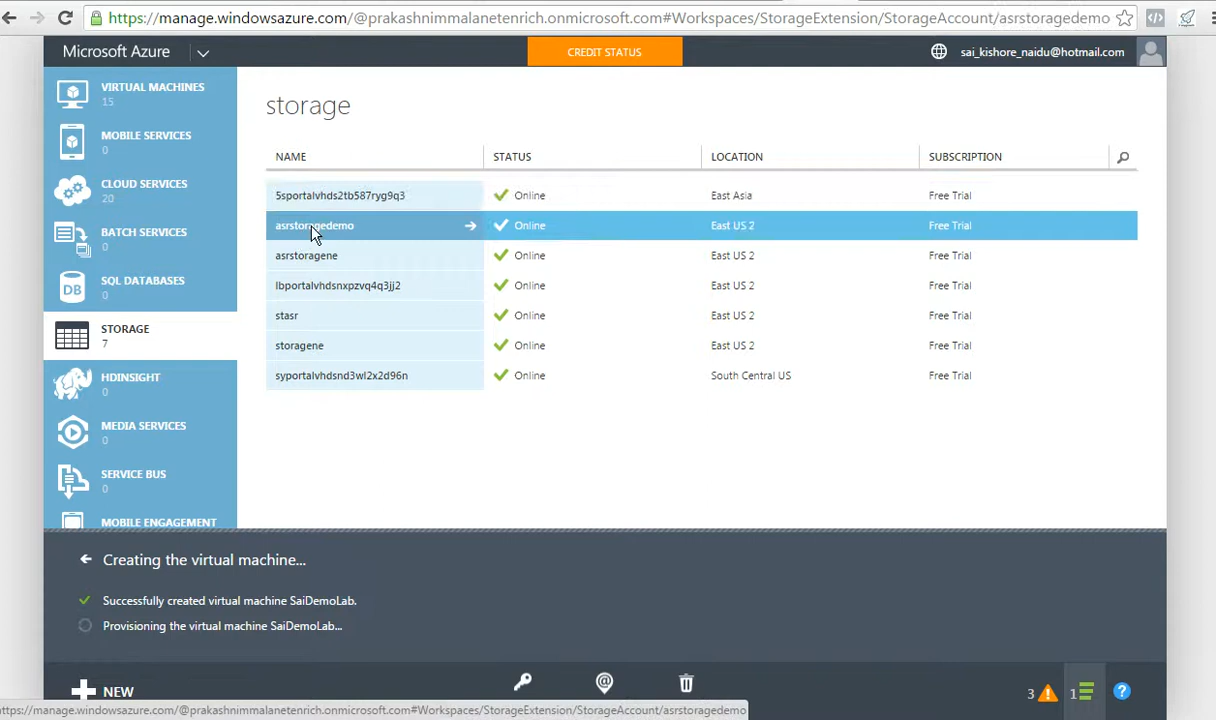 https://manage.windowsazure.com/@prakashnimmalanetenrich.onmicrosoft.com#Workspaces/StorageExtension/StorageAccount/asrstoragedemo
Microsoft Azure
CREDIT STATUS
sai_kishore_naidu@hotmail.com
VIRTUAL MACHINES
15
MOBILE SERVICES
0
CLOUD SERVICES
20
BATCH SERVICES
0
SQL DATABASES
0
STORAGE
7
HDINSIGHT
0
MEDIA SERVICES
0
SERVICE BUS
0
MOBILE ENGAGEMENT
storage
NAME STATUS LOCATION SUBSCRIPTION
5sportalvhds2tb587ryg9q3 Online East Asia Free Trial
asrstoragedemo Online East US 2 Free Trial
asrstoragene Online East US 2 Free Trial
lbportalvhdsnxpzvq4q3jj2 Online East US 2 Free Trial
stasr Online East US 2 Free Trial
storagene Online East US 2 Free Trial
syportalvhdsnd3wl2x2d96n Online South Central US Free Trial
Creating the virtual machine...
Successfully created virtual machine SaiDemoLab.
Provisioning the virtual machine SaiDemoLab...
NEW
3
1
?
https://manage.windowsazure.com/@prakashnimmalanetenrich.onmicrosoft.com#Workspaces/StorageExtension/StorageAccount/asrstoragedemo